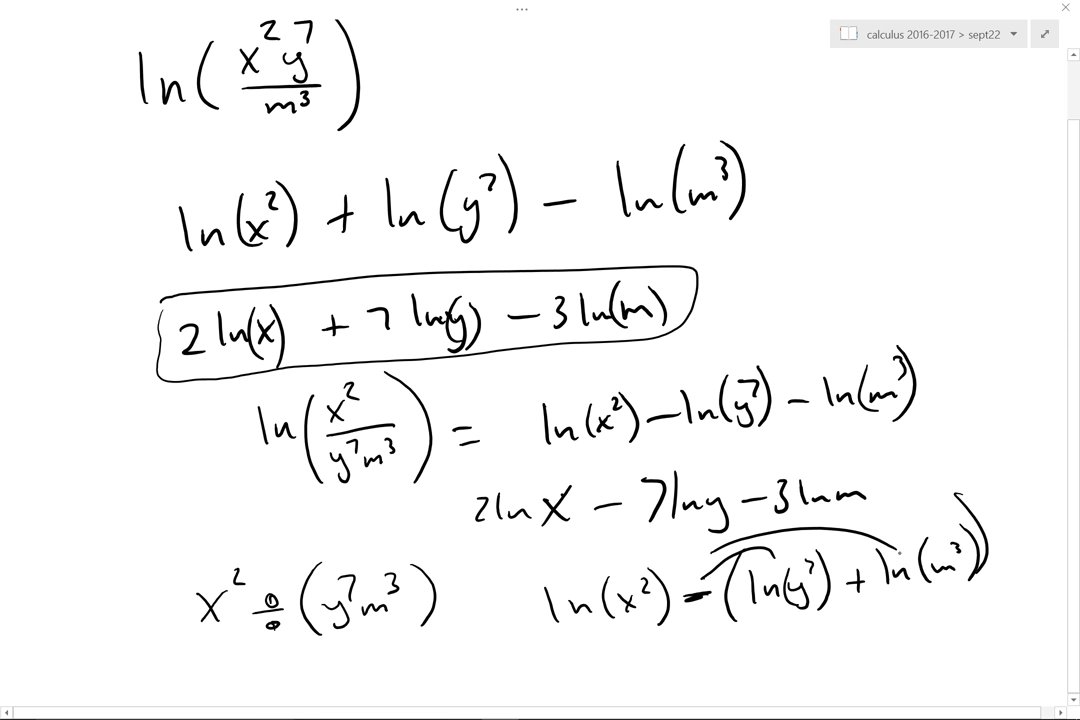 calculus 2016-2017 > sept22
ln(x²y⁷/m³)
ln(x²) + ln(y⁷) − ln(m³)
2 ln(x) + 7 ln(y) − 3 ln(m)
ln(x²/y⁷m³) = ln(x²) − ln(y⁷) − ln(m³)
2 ln x − 7 ln y − 3 ln m
x² ÷ (y⁷m³) ln(x²) − (ln(y⁷) + ln(m³))